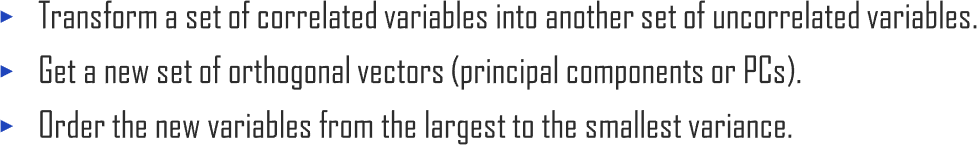 ▶ Transform a set of correlated variables into another set of uncorrelated variables.
▶ Get a new set of orthogonal vectors (principal components or PCs).
▶ Order the new variables from the largest to the smallest variance.